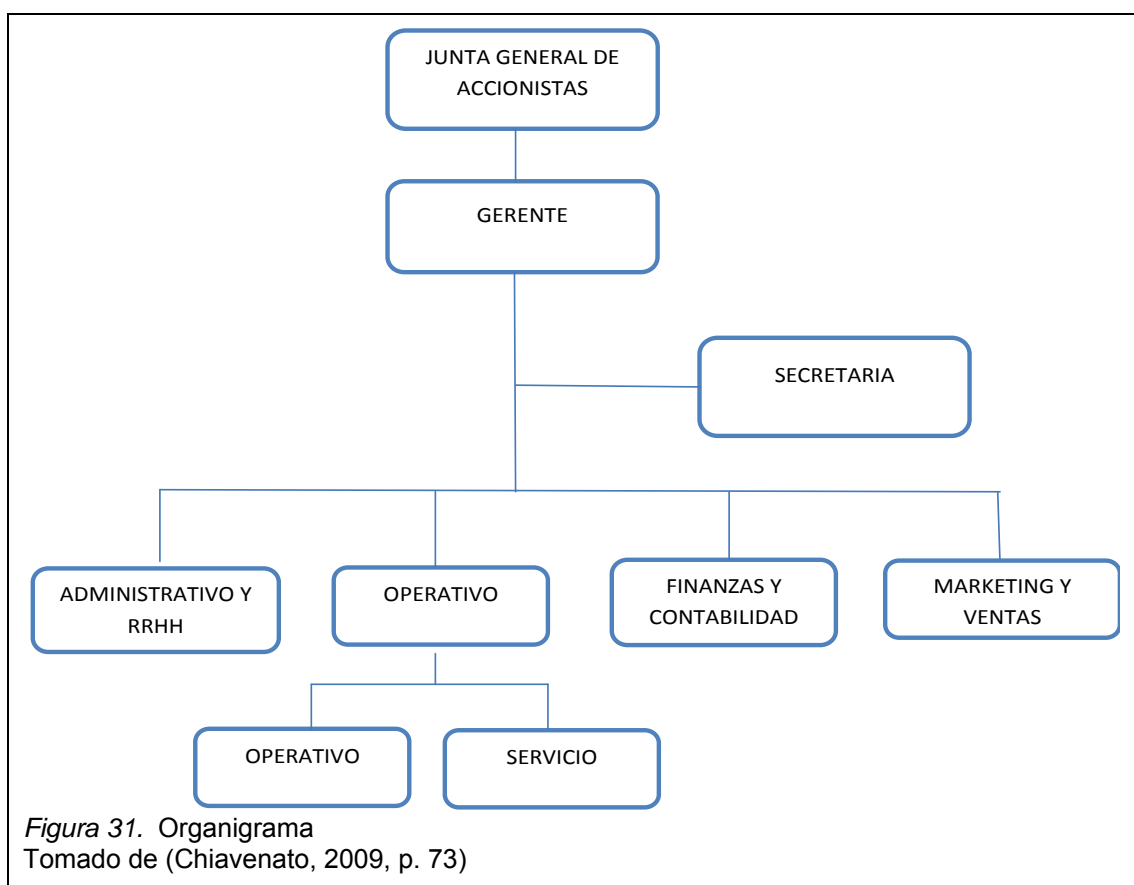 JUNTA GENERAL DE
ACCIONISTAS
GERENTE
SECRETARIA
ADMINISTRATIVO Y
RRHH
OPERATIVO
FINANZAS Y
CONTABILIDAD
MARKETING Y
VENTAS
OPERATIVO
SERVICIO
Figura 31. Organigrama
Tomado de (Chiavenato, 2009, p. 73)